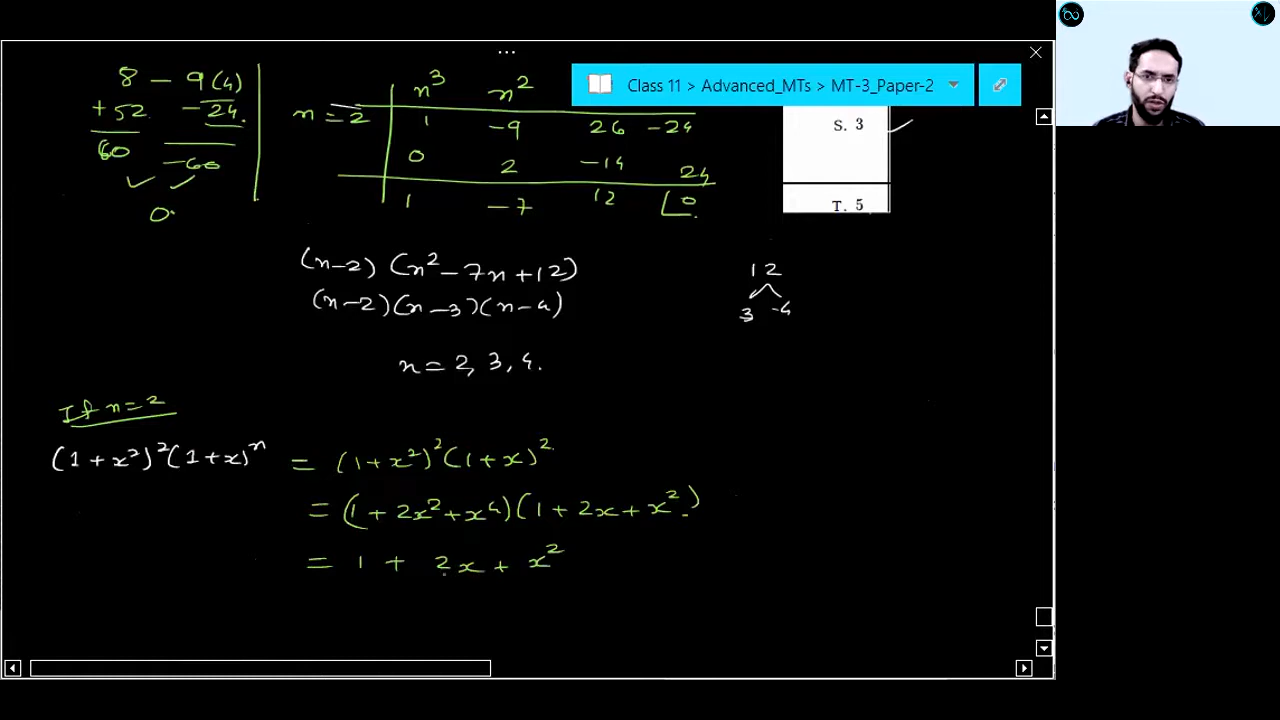 8 - 9(4)
+52 -24.
60 -60
0
n³ n²
n = 2 1 -9 26 -24
0 2 -14 24
1 -7 12 0
Class 11 > Advanced_MTs > MT-3_Paper-2
S. 3
T. 5
(n-2) (n² - 7n + 12)
12
(n-2)(n-3)(n-4)
3 -4
n = 2, 3, 4.
If n = 2
(1+x²)²(1+x)ⁿ = (1+x²)²(1+x)²
= (1 + 2x² + x⁴)(1 + 2x + x²)
= 1 + 2x + x²